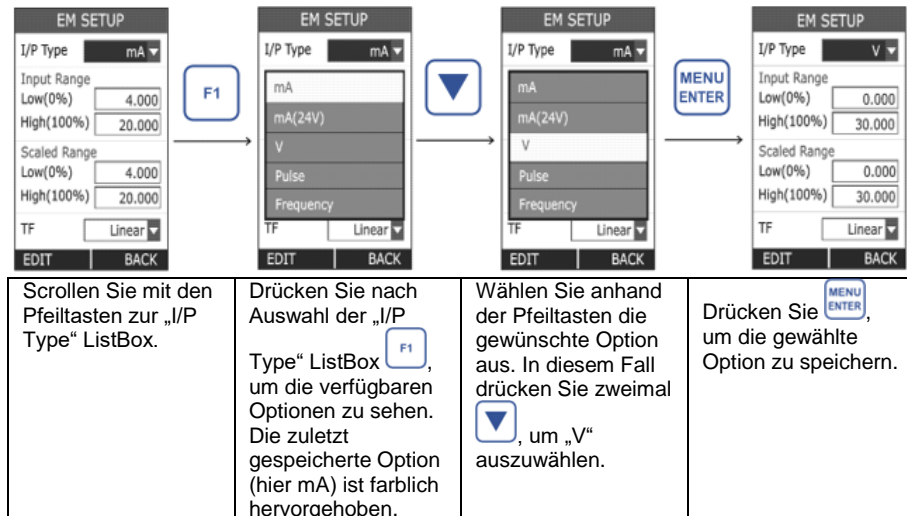 EM SETUP
I/P Type mA
Input Range
Low(0%) 4.000
High(100%) 20.000
Scaled Range
Low(0%) 4.000
High(100%) 20.000
TF Linear
EDIT BACK
F1
EM SETUP
I/P Type mA
mA
mA(24V)
V
Pulse
Frequency
TF Linear
EDIT BACK
EM SETUP
I/P Type mA
mA
mA(24V)
V
Pulse
Frequency
TF Linear
EDIT BACK
MENU
ENTER
EM SETUP
I/P Type V
Input Range
Low(0%) 0.000
High(100%) 30.000
Scaled Range
Low(0%) 0.000
High(100%) 30.000
TF Linear
EDIT BACK
Scrollen Sie mit den
Pfeiltasten zur „I/P
Type“ ListBox.
Drücken Sie nach
Auswahl der „I/P
Type“ ListBox F1,
um die verfügbaren
Optionen zu sehen.
Die zuletzt
gespeicherte Option
(hier mA) ist farblich
hervorgehoben.
Wählen Sie anhand
der Pfeiltasten die
gewünschte Option
aus. In diesem Fall
drücken Sie zweimal
, um „V“
auszuwählen.
Drücken Sie MENU ENTER,
um die gewählte
Option zu speichern.